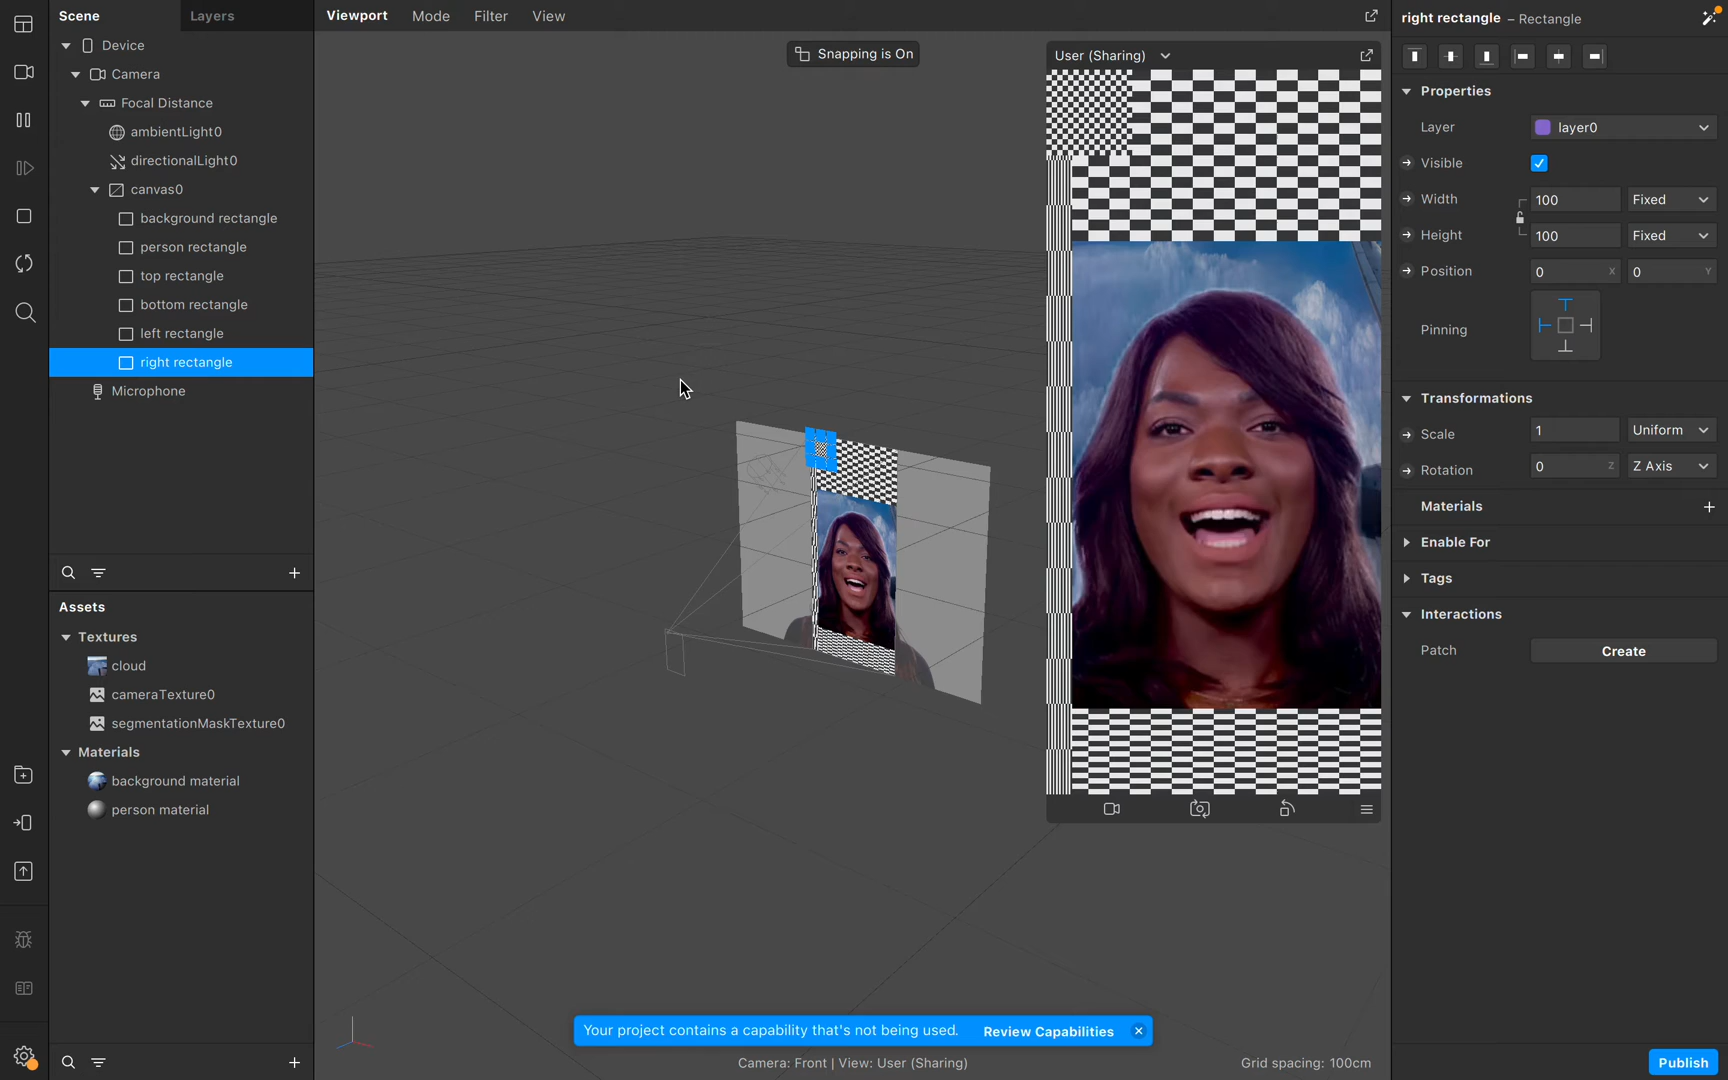 Scene
Layers
Viewport
Mode
Filter
View
right rectangle – Rectangle
Device
Camera
Focal Distance
ambientLight0
directionalLight0
canvas0
background rectangle
person rectangle
top rectangle
bottom rectangle
left rectangle
right rectangle
Microphone
Assets
Textures
cloud
cameraTexture0
segmentationMaskTexture0
Materials
background material
person material
Snapping is On
User (Sharing)
Your project contains a capability that's not being used. Review Capabilities
Camera: Front | View: User (Sharing)
Grid spacing: 100cm
Properties
Layer layer0
Visible
Width 100 Fixed
Height 100 Fixed
Position 0 X 0 Y
Pinning
Transformations
Scale 1 Uniform
Rotation 0 Z Z Axis
Materials
Enable For
Tags
Interactions
Patch Create
Publish